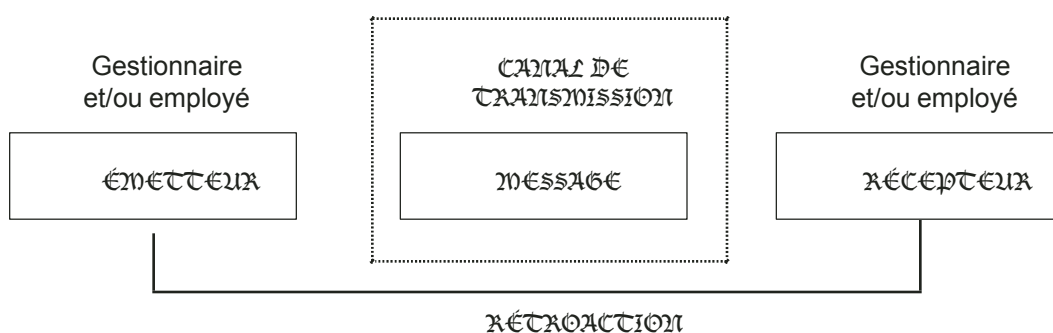 Gestionnaire
et/ou employé
CANAL DE
TRANSMISSION
Gestionnaire
et/ou employé
ÉMETTEUR
MESSAGE
RÉCEPTEUR
RÉTROACTION